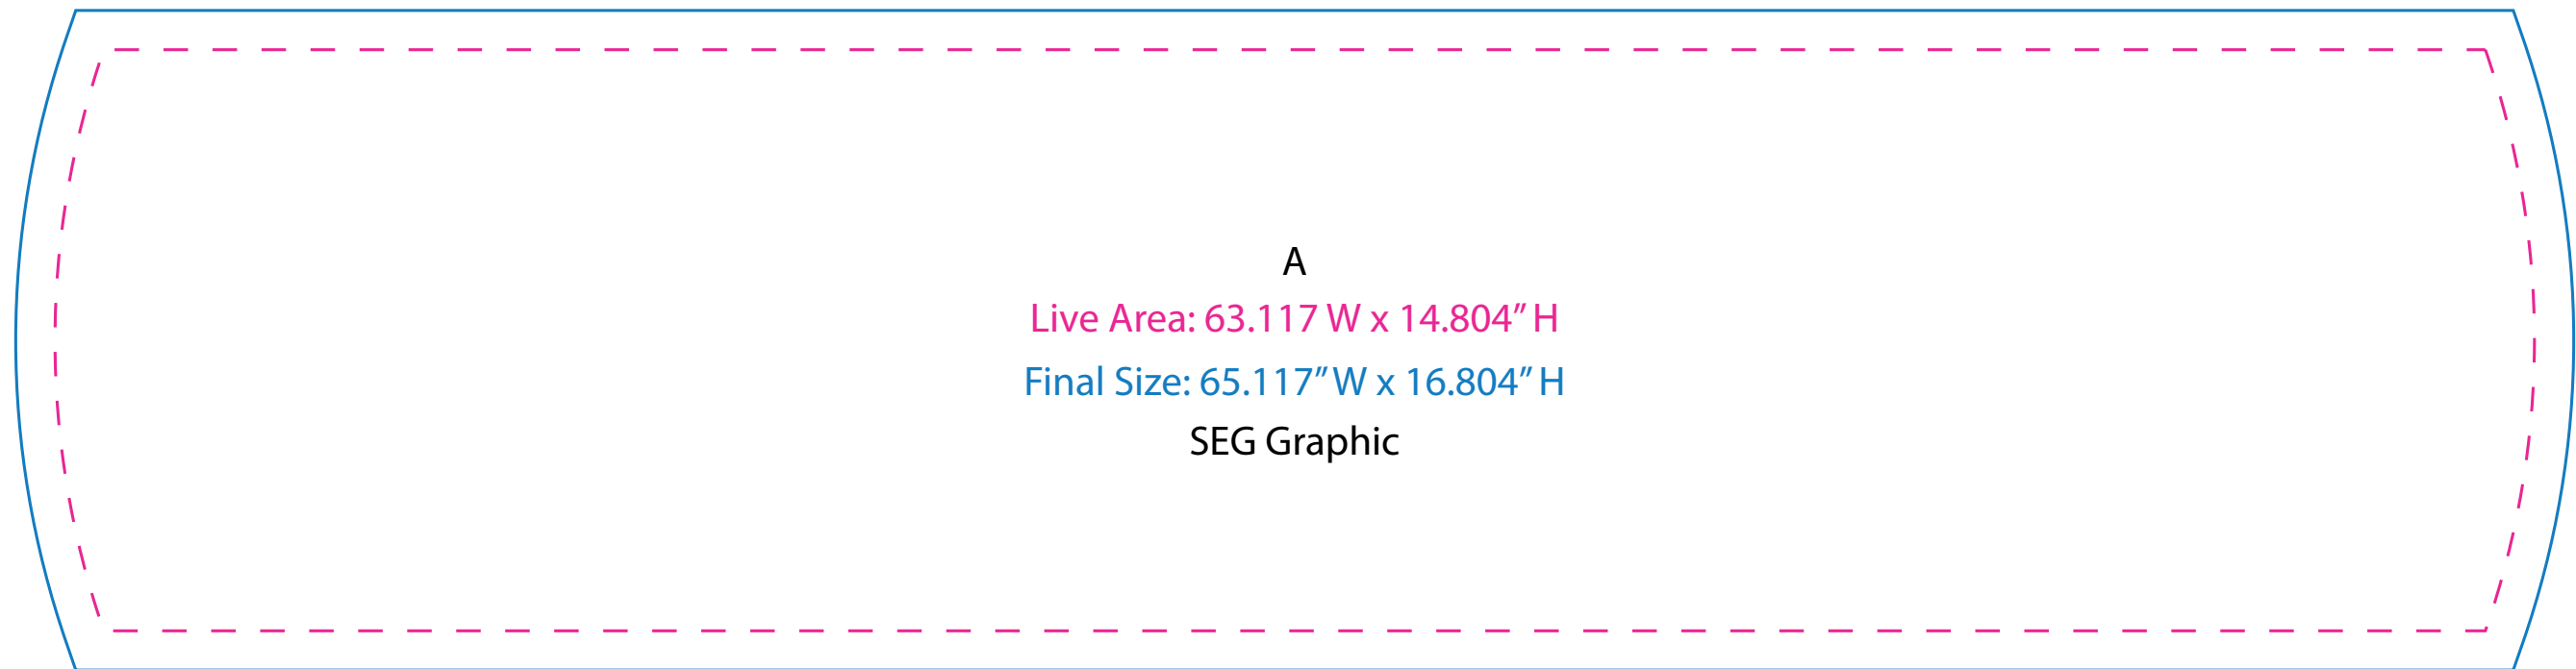 A
Live Area: 63.117 W x 14.804” H
Final Size: 65.117” W x 16.804” H
SEG Graphic